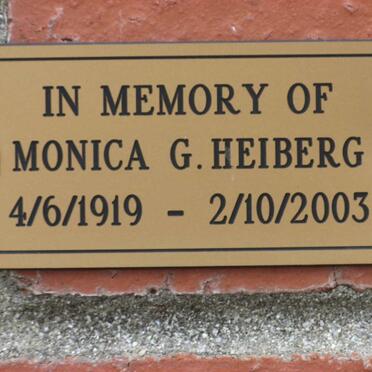 IN MEMORY OF
MONICA G. HEIBERG
4/6/1919 - 2/10/2003